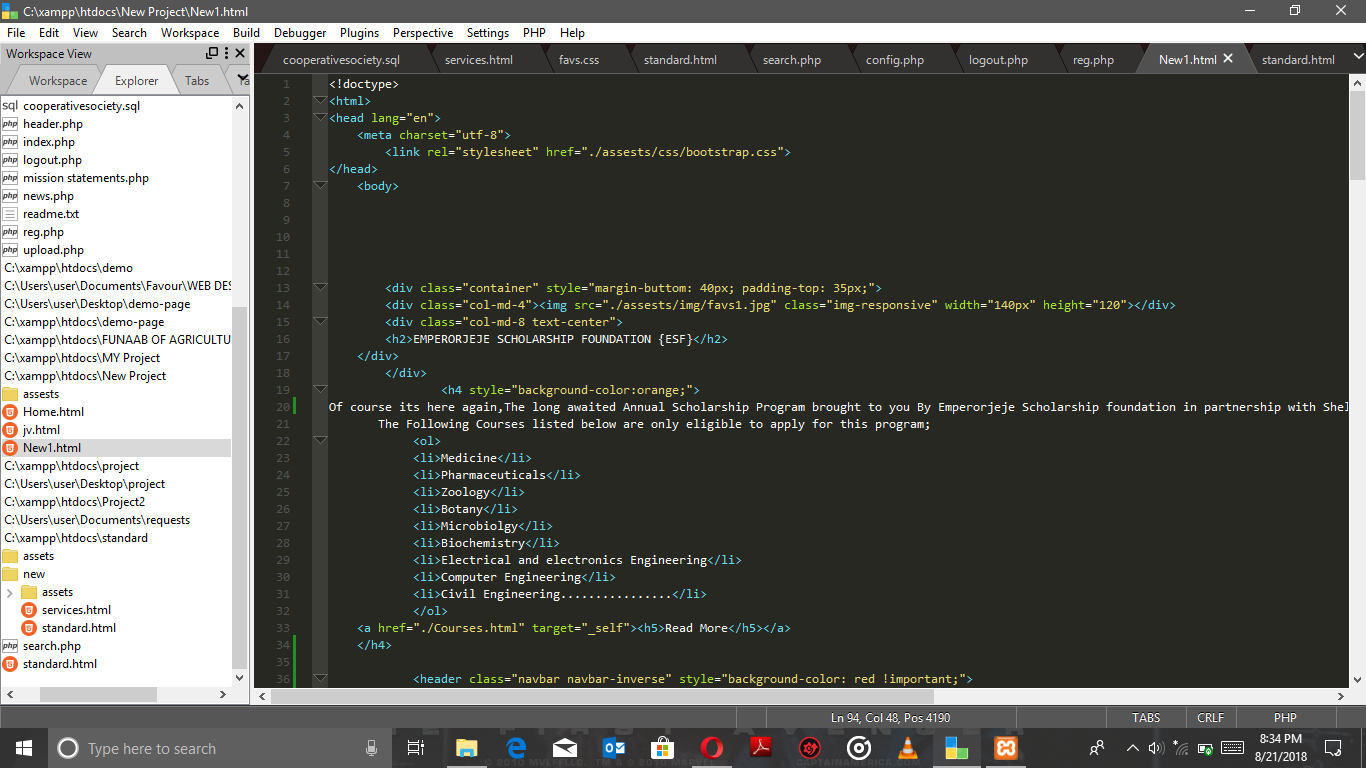 C:\xampp\htdocs\New Project\New1.html
File Edit View Search Workspace Build Debugger Plugins Perspective Settings PHP Help
Workspace View
Workspace Explorer Tabs Ta
sql cooperativesociety.sql
php header.php
php index.php
php logout.php
php mission statements.php
php news.php
readme.txt
php reg.php
php upload.php
C:\xampp\htdocs\demo
C:\Users\user\Documents\Favour\WEB DES
C:\Users\user\Desktop\demo-page
C:\xampp\htdocs\demo-page
C:\xampp\htdocs\FUNAAB OF AGRICULTU
C:\xampp\htdocs\MY Project
C:\xampp\htdocs\New Project
assests
Home.html
jv.html
New1.html
C:\xampp\htdocs\project
C:\Users\user\Desktop\project
C:\xampp\htdocs\Project2
C:\Users\user\Documents\requests
C:\xampp\htdocs\standard
assets
new
assets
services.html
standard.html
php search.php
standard.html
cooperativesociety.sql services.html favs.css standard.html search.php config.php logout.php reg.php New1.html standard.html
1 <!doctype>
2 <html>
3 <head lang="en">
4 <meta charset="utf-8">
5 <link rel="stylesheet" href="./assests/css/bootstrap.css">
6 </head>
7 <body>
8
9
10
11
12
13 <div class="container" style="margin-buttom: 40px; padding-top: 35px;">
14 <div class="col-md-4"><img src="./assests/img/favs1.jpg" class="img-responsive" width="140px" height="120"></div>
15 <div class="col-md-8 text-center">
16 <h2>EMPERORJEJE SCHOLARSHIP FOUNDATION {ESF}</h2>
17 </div>
18 </div>
19 <h4 style="background-color:orange;">
20 Of course its here again,The long awaited Annual Scholarship Program brought to you By Emperorjeje Scholarship foundation in partnership with Shel
21 The Following Courses listed below are only eligible to apply for this program;
22 <ol>
23 <li>Medicine</li>
24 <li>Pharmaceuticals</li>
25 <li>Zoology</li>
26 <li>Botany</li>
27 <li>Microbiolgy</li>
28 <li>Biochemistry</li>
29 <li>Electrical and electronics Engineering</li>
30 <li>Computer Engineering</li>
31 <li>Civil Engineering................</li>
32 </ol>
33 <a href="./Courses.html" target="_self"><h5>Read More</h5></a>
34 </h4>
35
36 <header class="navbar navbar-inverse" style="background-color: red !important;">
Ln 94, Col 48, Pos 4190 TABS CRLF PHP
Type here to search
8:34 PM
8/21/2018